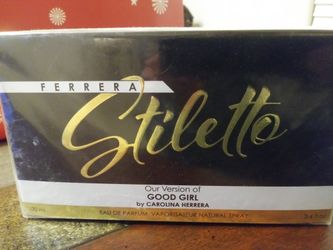 FERRERA
Stiletto
Our Version of
GOOD GIRL
by CAROLINA HERRERA
EAU DE PARFUM VAPORISATEUR NATURAL SPRAY